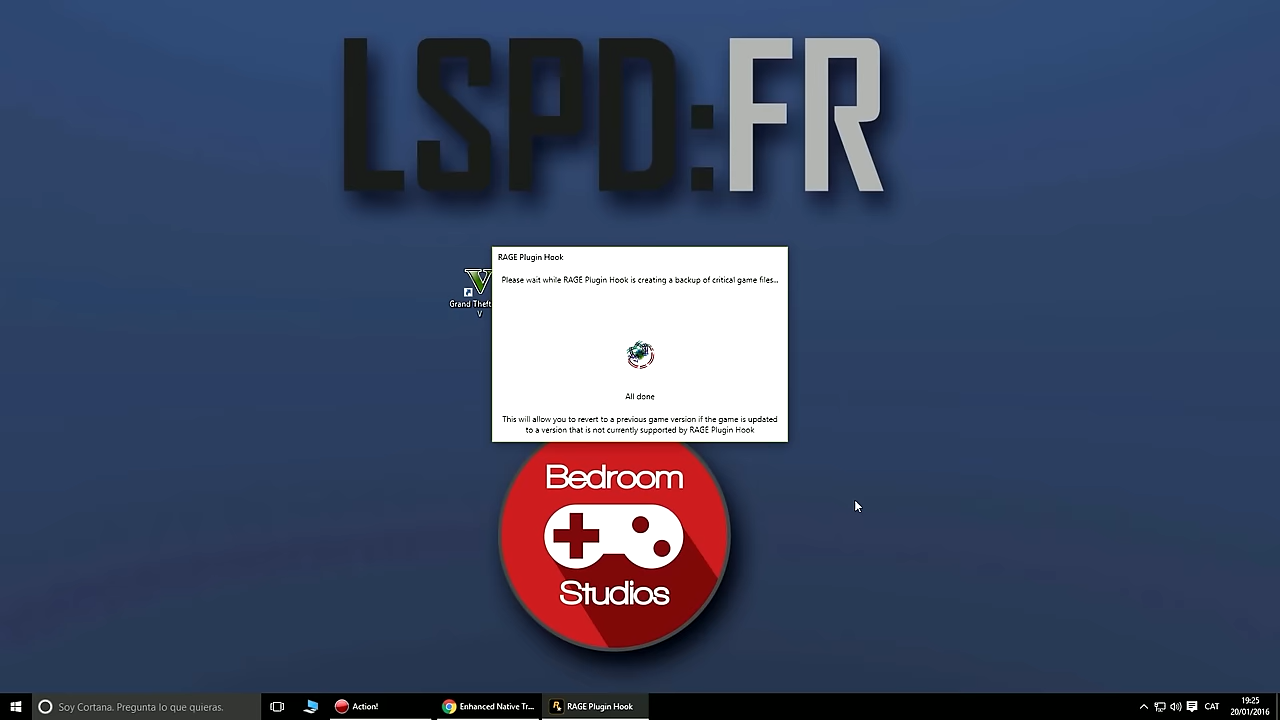 LSPD:FR
RAGE Plugin Hook
Please wait while RAGE Plugin Hook is creating a backup of critical game files...
Grand Theft
V
All done
This will allow you to revert to a previous game version if the game is updated
to a version that is not currently supported by RAGE Plugin Hook
Bedroom
Studios
Soy Cortana. Pregunta lo que quieras.
Action!
Enhanced Native Tr...
RAGE Plugin Hook
CAT
19:25
20/01/2016